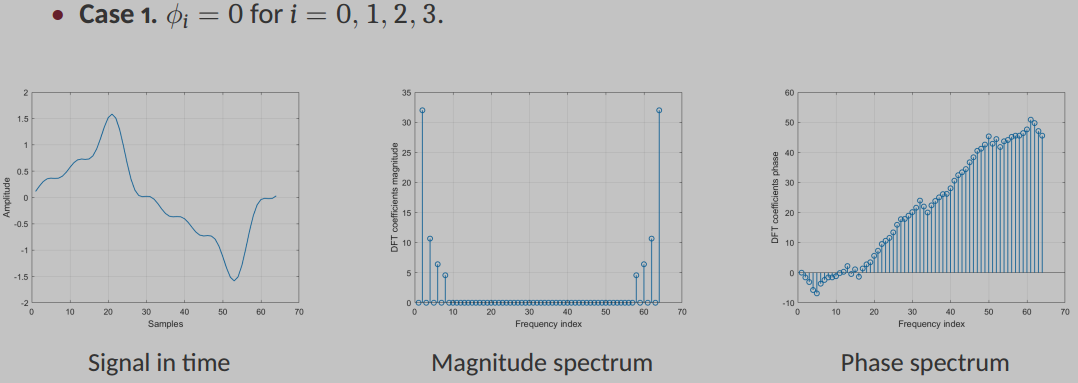 • Case 1. ϕᵢ = 0 for i = 0, 1, 2, 3.
2
1.5
1
0.5
0
-0.5
-1
-1.5
-2
Amplitude
0 10 20 30 40 50 60 70
Samples
Signal in time
35
30
25
20
15
10
5
0
DFT coefficients magnitude
0 10 20 30 40 50 60 70
Frequency index
Magnitude spectrum
60
50
40
30
20
10
0
-10
DFT coefficients phase
0 10 20 30 40 50 60 70
Frequency index
Phase spectrum